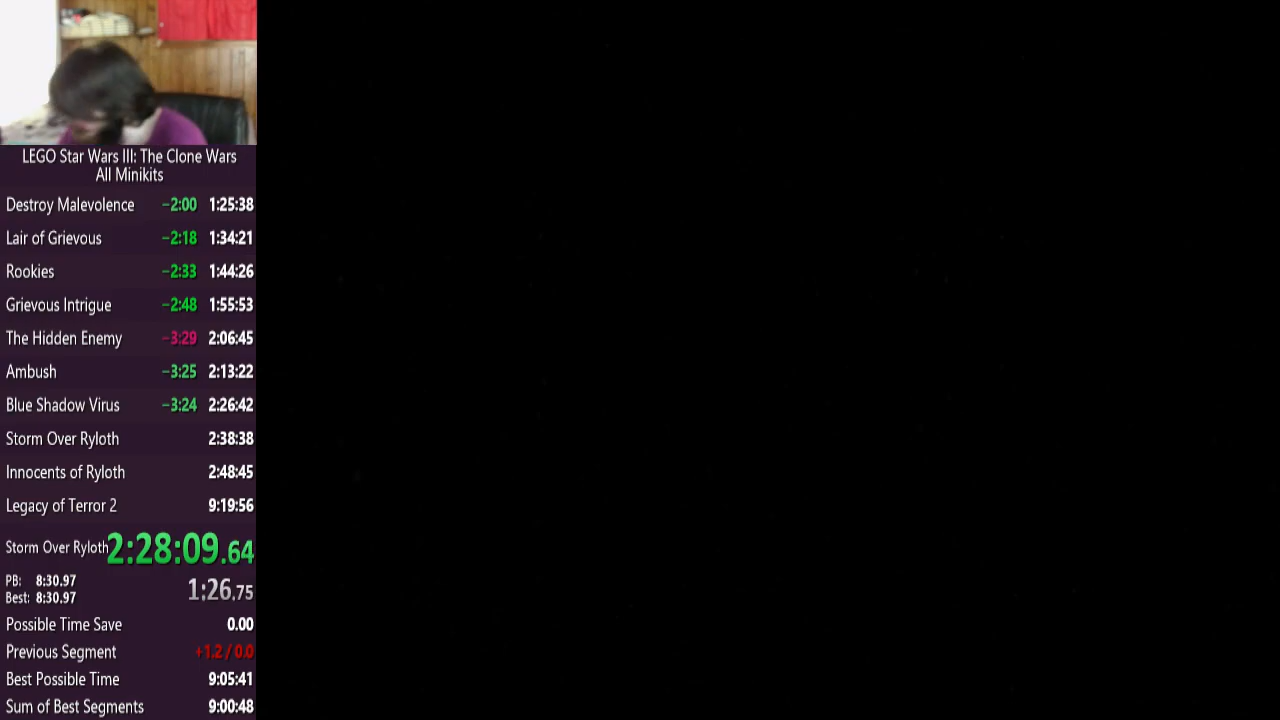 LEGO Star Wars III: The Clone Wars
All Minikits
Destroy Malevolence −2:00 1:25:38
Lair of Grievous −2:18 1:34:21
Rookies −2:33 1:44:26
Grievous Intrigue −2:48 1:55:53
The Hidden Enemy −3:29 2:06:45
Ambush −3:25 2:13:22
Blue Shadow Virus −3:24 2:26:42
Storm Over Ryloth 2:38:38
Innocents of Ryloth 2:48:45
Legacy of Terror 2 9:19:56
Storm Over Ryloth 2:28:09.64
PB: 8:30.97
Best: 8:30.97
1:26.75
Possible Time Save 0.00
Previous Segment +1.2 / 0.0
Best Possible Time 9:05:41
Sum of Best Segments 9:00:48